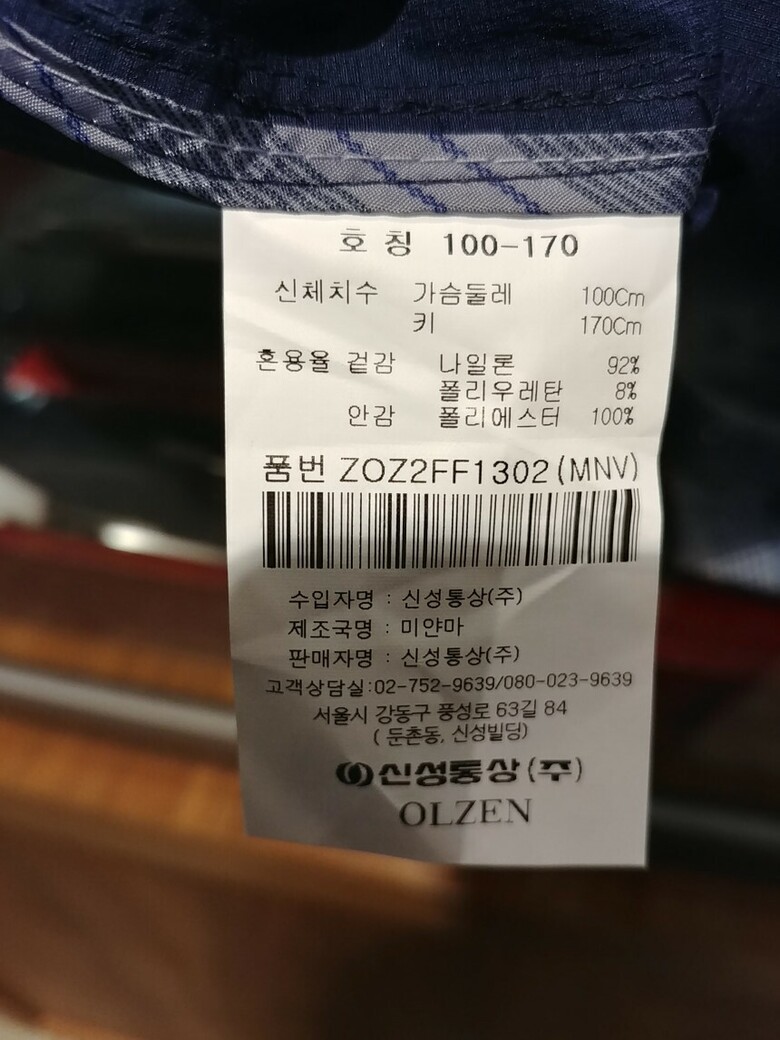 호 칭 100-170
신체치수 가슴둘레 100Cm
키 170Cm
혼용율 겉감 나일론 92%
폴리우레탄 8%
안감 폴리에스터 100%
품번 ZOZ2FF1302(MNV)
수입자명 : 신성통상(주)
제조국명 : 미얀마
판매자명 : 신성통상(주)
고객상담실:02-752-9639/080-023-9639
서울시 강동구 풍성로 63길 84
( 둔촌동, 신성빌딩)
신성통상(주)
OLZEN